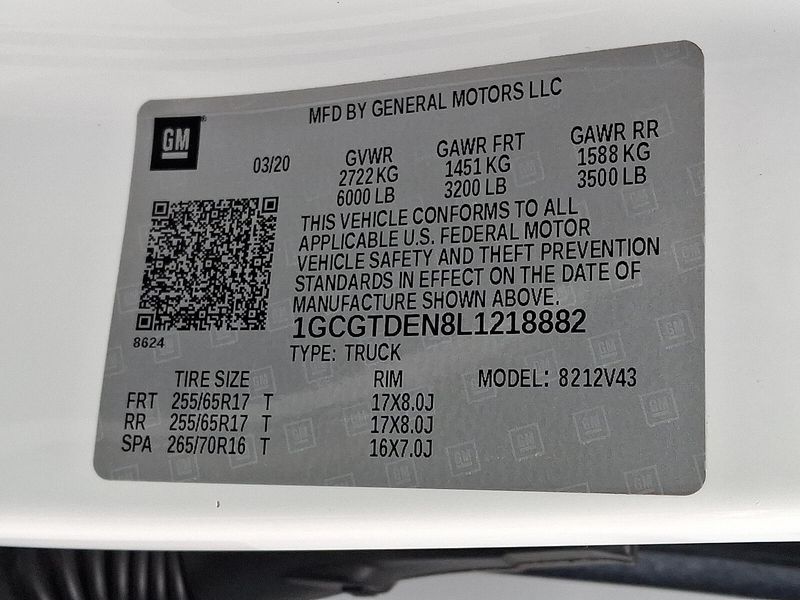 MFD BY GENERAL MOTORS LLC
GM
03/20
GVWR
2722 KG
6000 LB
GAWR FRT
1451 KG
3200 LB
GAWR RR
1588 KG
3500 LB
THIS VEHICLE CONFORMS TO ALL
APPLICABLE U.S. FEDERAL MOTOR
VEHICLE SAFETY AND THEFT PREVENTION
STANDARDS IN EFFECT ON THE DATE OF
MANUFACTURE SHOWN ABOVE.
1GCGTDEN8L1218882
8624
TYPE: TRUCK
TIRE SIZE RIM MODEL: 8212V43
FRT 255/65R17 T 17X8.0J
RR 255/65R17 T 17X8.0J
SPA 265/70R16 T 16X7.0J